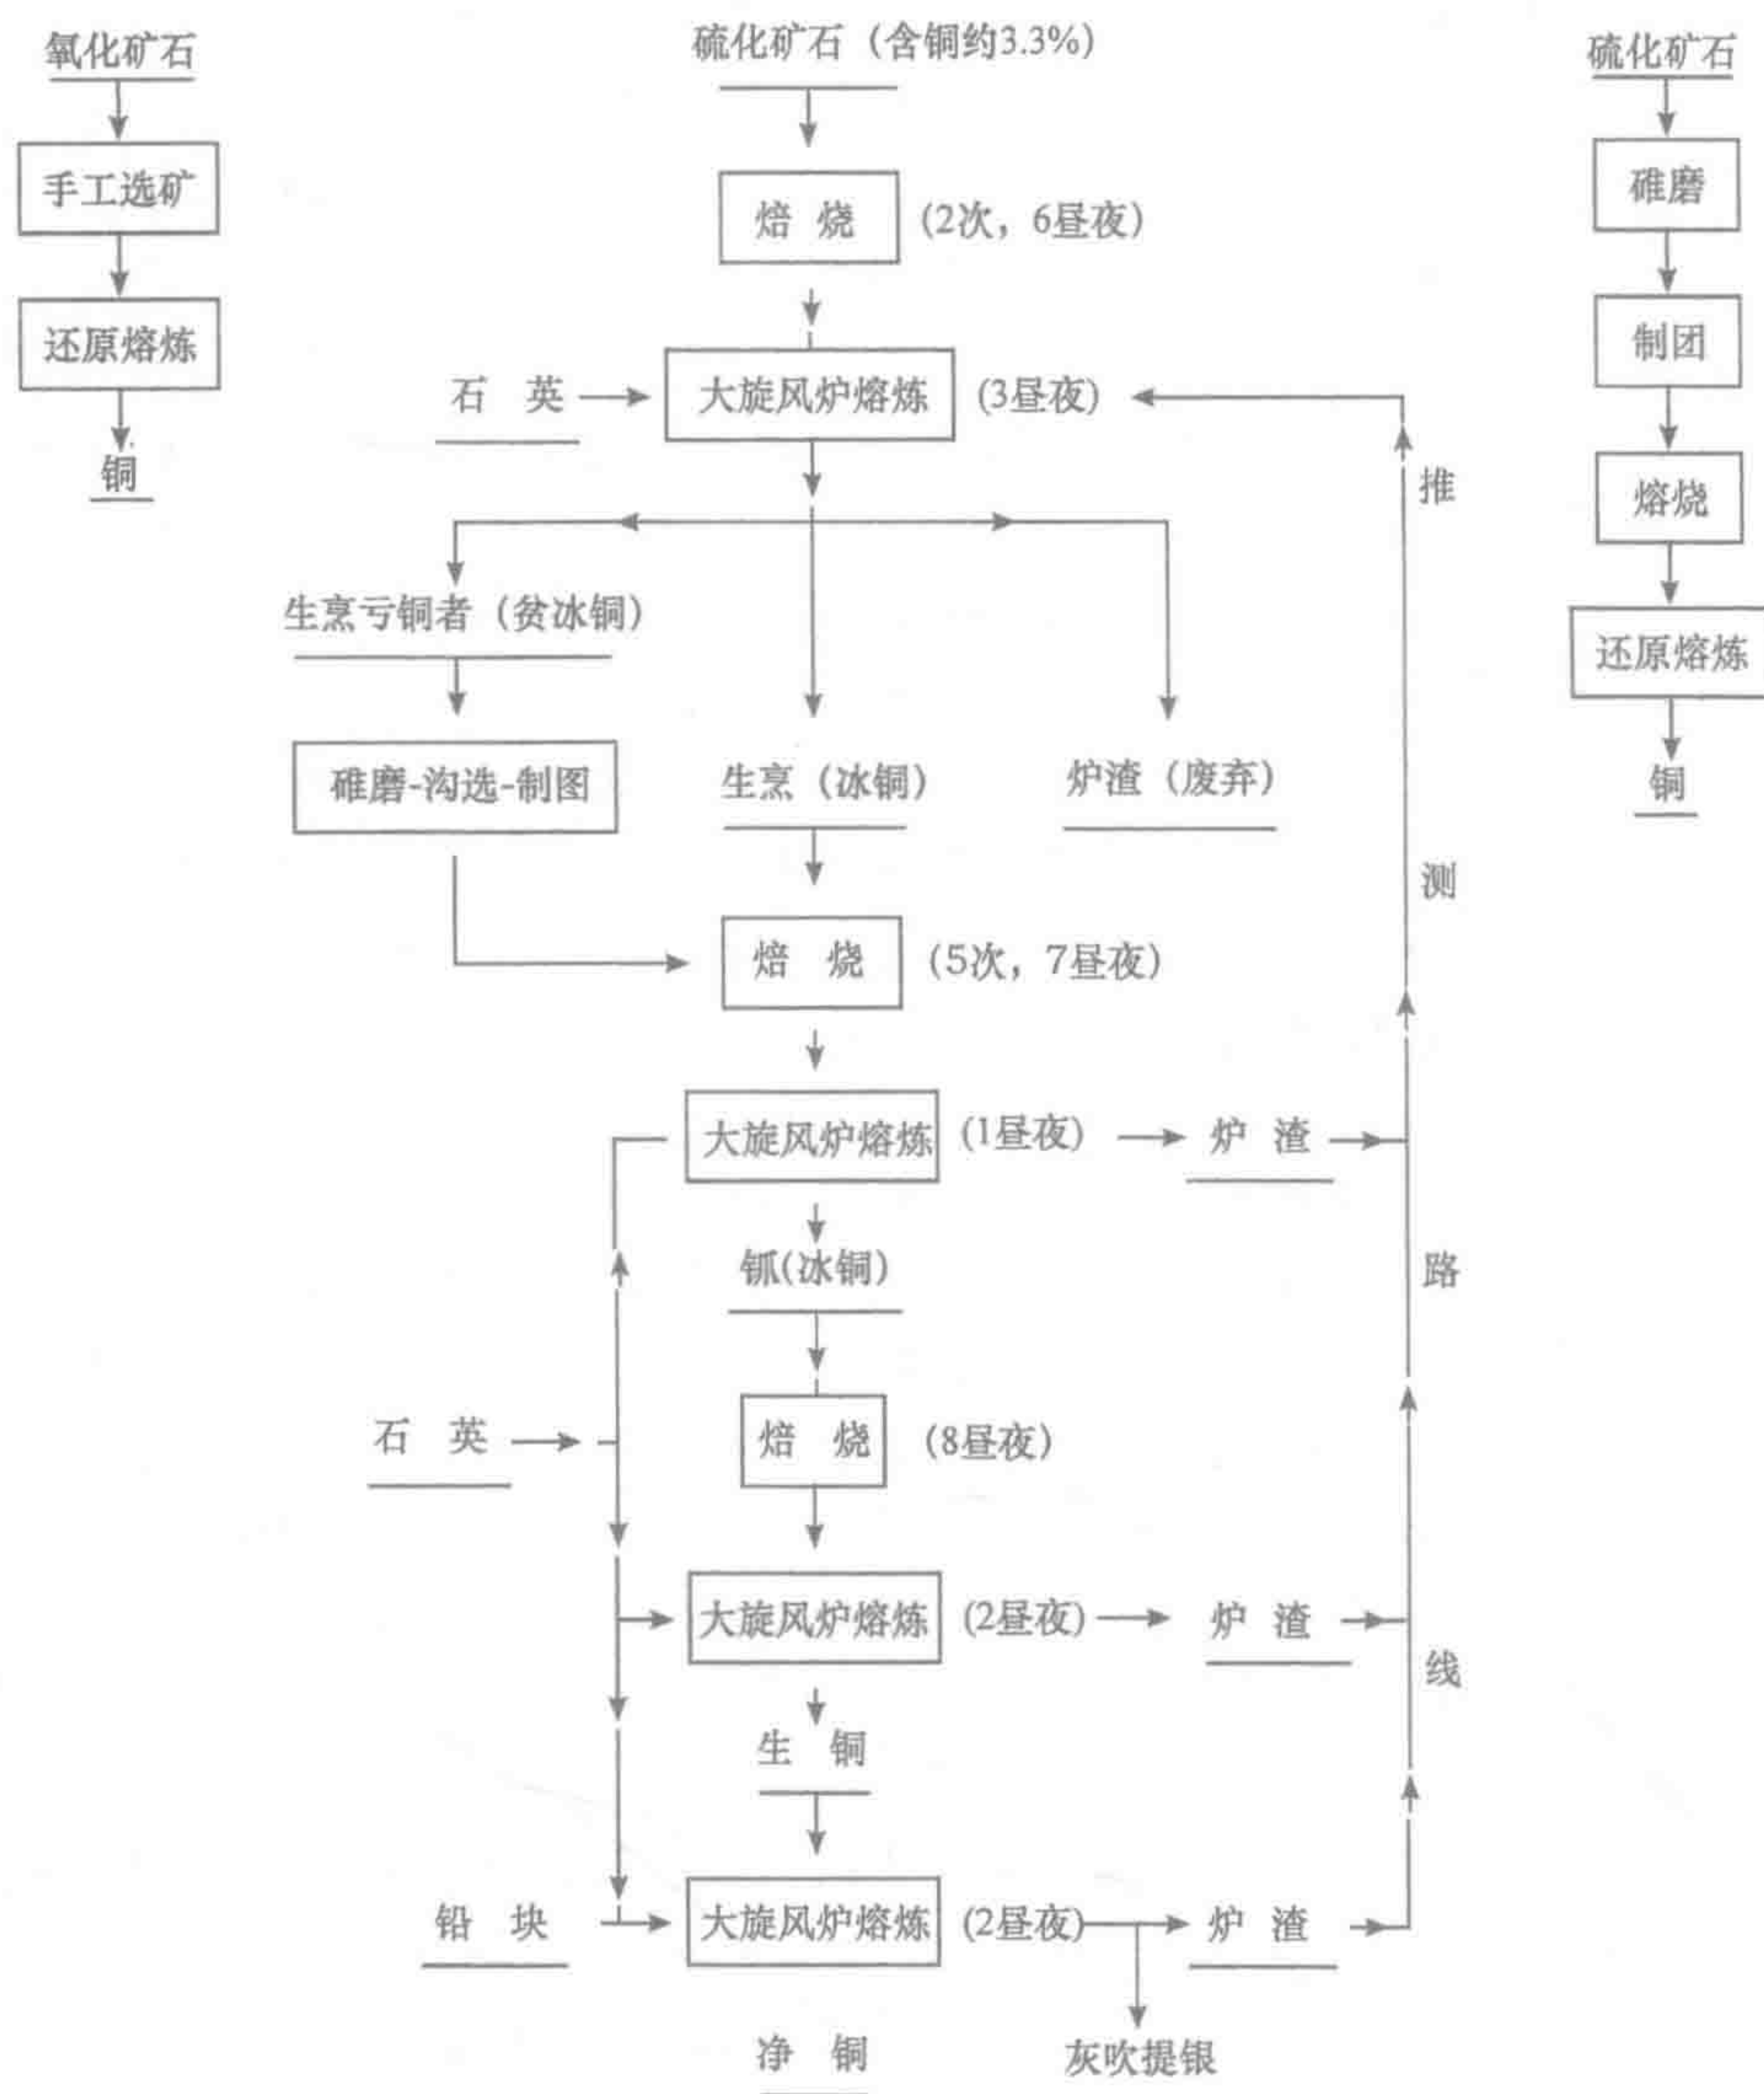 氧化矿石
手工选矿
还原熔炼
铜
硫化矿石（含铜约3.3%）
焙 烧 (2次，6昼夜)
石 英 大旋风炉熔炼 (3昼夜)
生烹亏铜者（贫冰铜）
碓磨-沟选-制图 生烹（冰铜） 炉渣（废弃）
焙 烧 (5次，7昼夜)
大旋风炉熔炼 (1昼夜) 炉 渣
钒(冰铜)
石 英 焙 烧 (8昼夜)
大旋风炉熔炼 (2昼夜) 炉 渣
生 铜
铅 块 大旋风炉熔炼 (2昼夜) 炉 渣
净 铜 灰吹提银
推
测
路
线
硫化矿石
碓磨
制团
熔烧
还原熔炼
铜